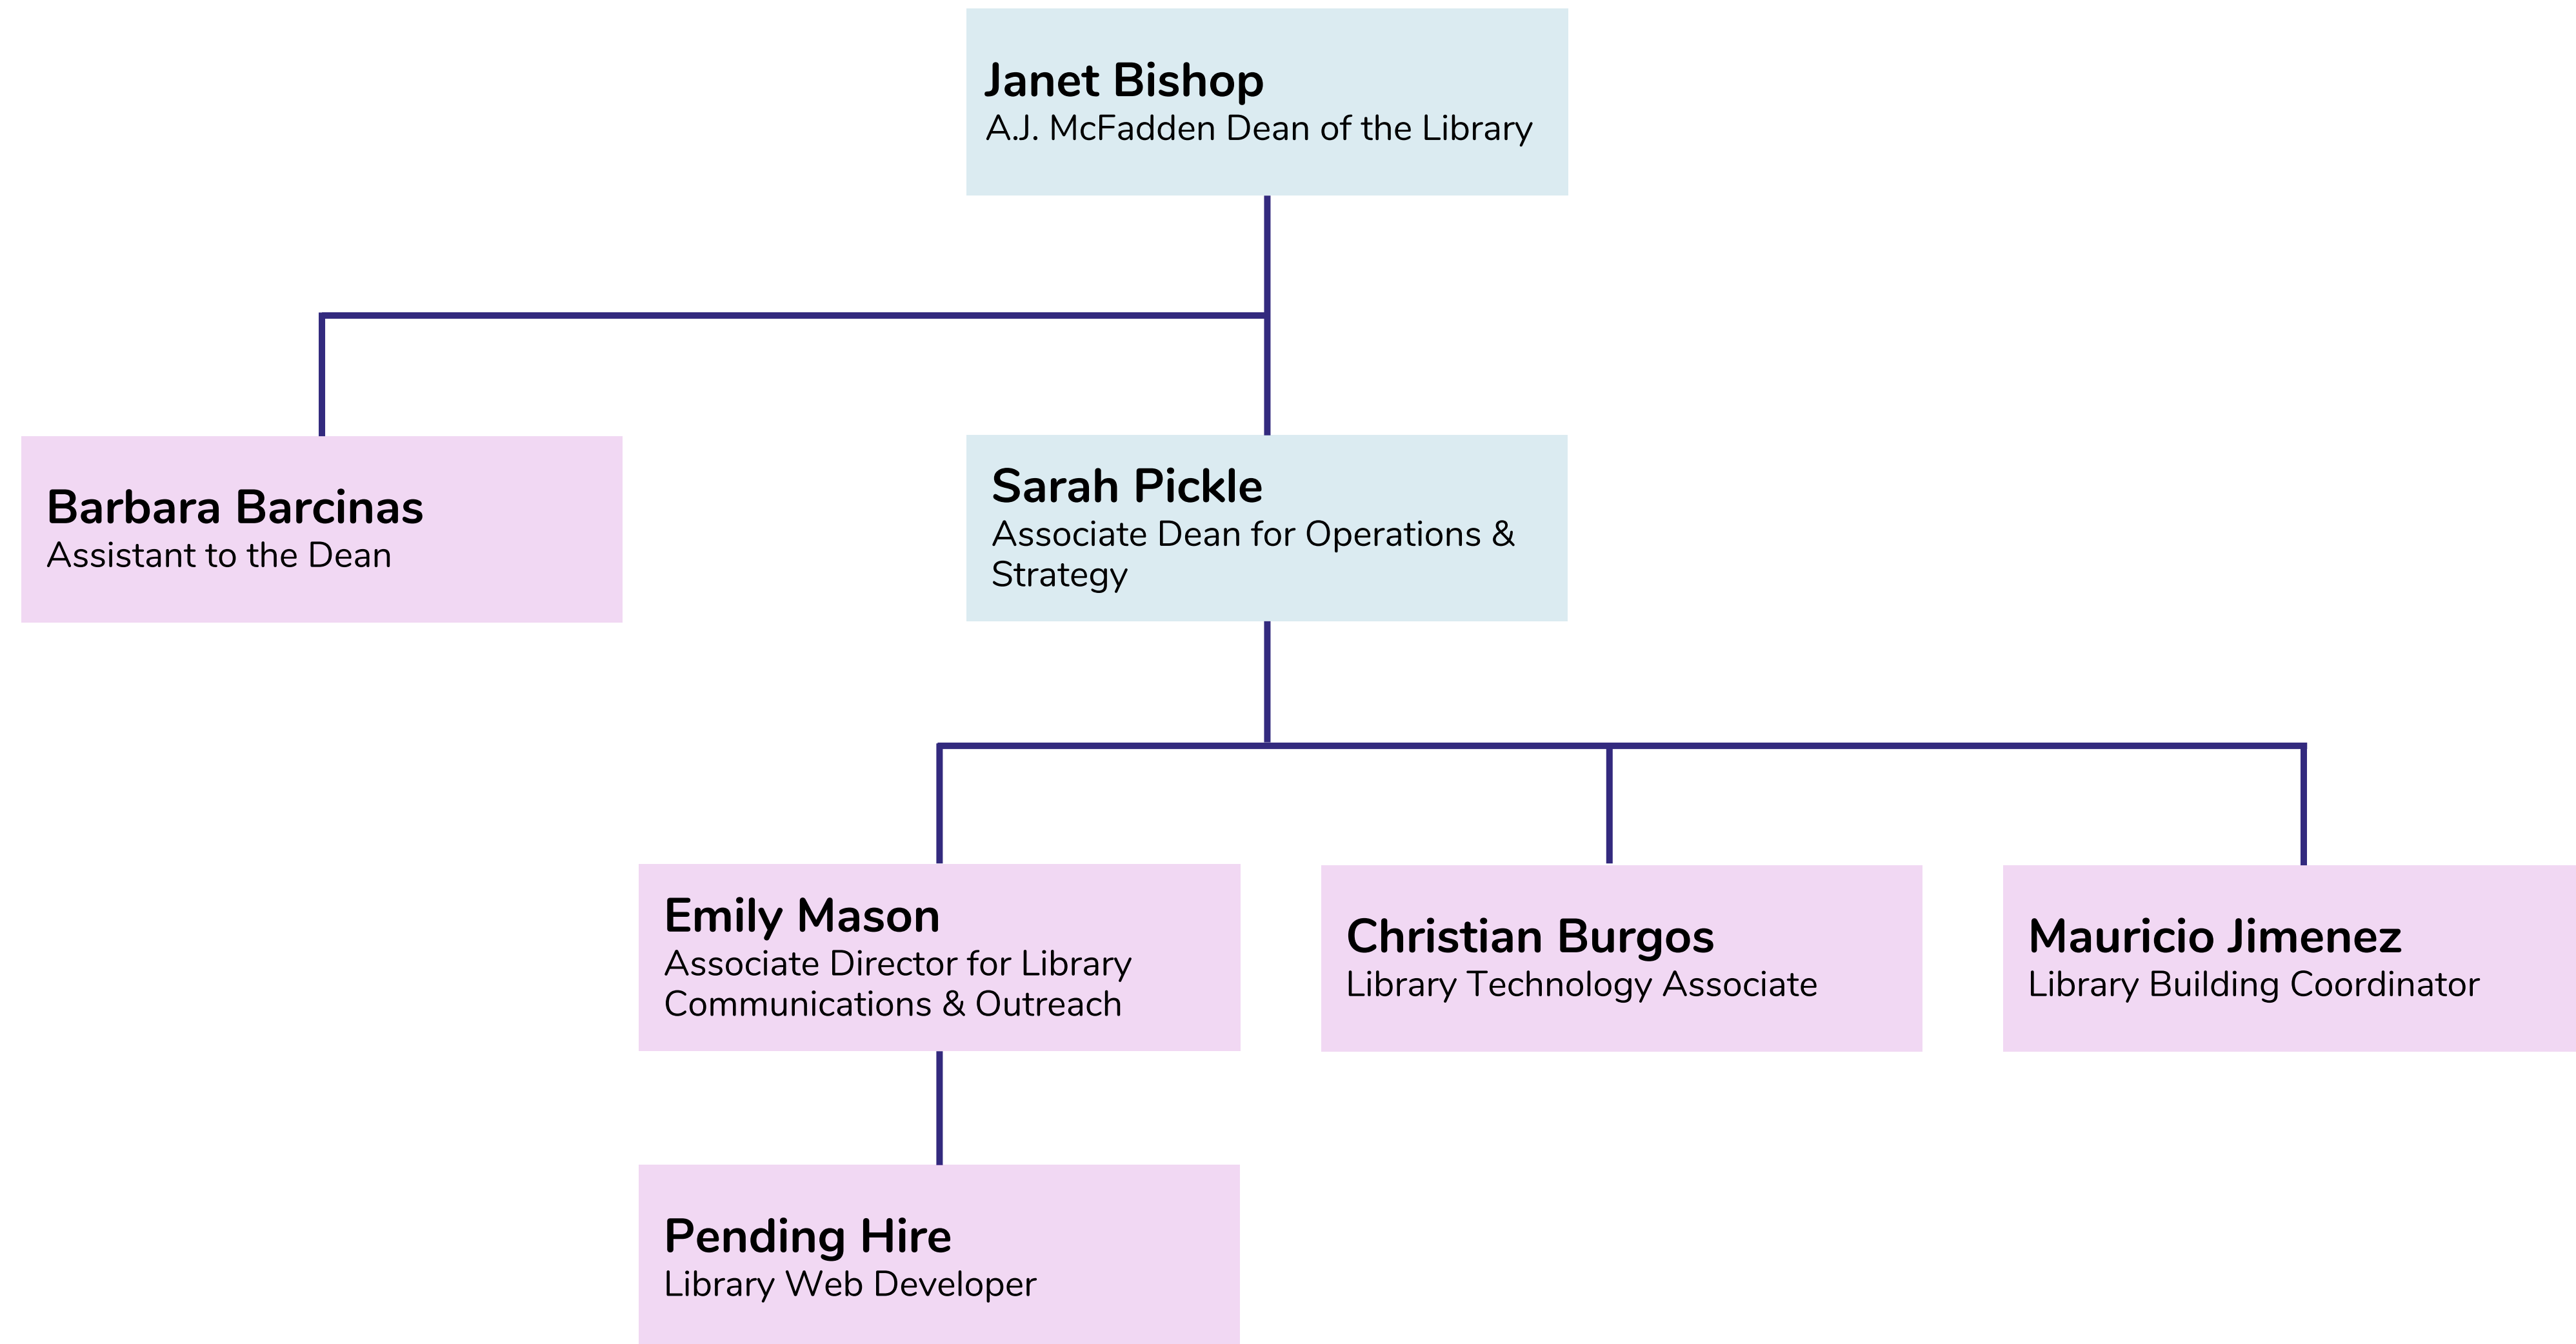 Janet Bishop
A.J. McFadden Dean of the Library
Barbara Barcinas
Assistant to the Dean
Sarah Pickle
Associate Dean for Operations &
Strategy
Emily Mason
Associate Director for Library
Communications & Outreach
Christian Burgos
Library Technology Associate
Mauricio Jimenez
Library Building Coordinator
Pending Hire
Library Web Developer